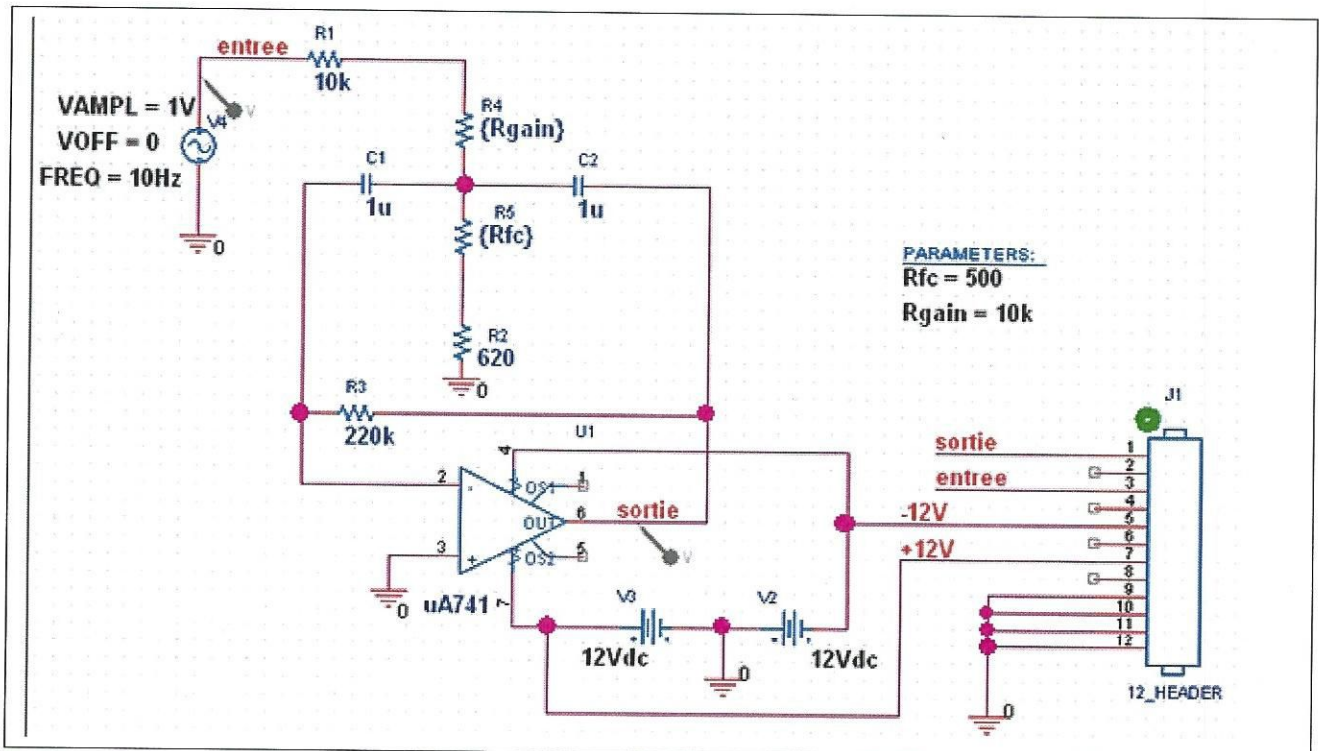 entree
R1
10k
VAMPL = 1V
V
V4
VOFF = 0
FREQ = 10Hz
0
R4
{Rgain}
C1
1u
C2
1u
R5
{Rfc}
R2
620
0
PARAMETERS:
Rfc = 500
Rgain = 10k
R3
220k
U1
4
2
-
OS1
1
OUT
6
sortie
3
+
OS2
5
V
0
uA741
7
V3
12Vdc
V2
12Vdc
0
J1
sortie
1
2
entree
3
4
-12V
5
6
+12V
7
8
9
10
11
12
0
12_HEADER